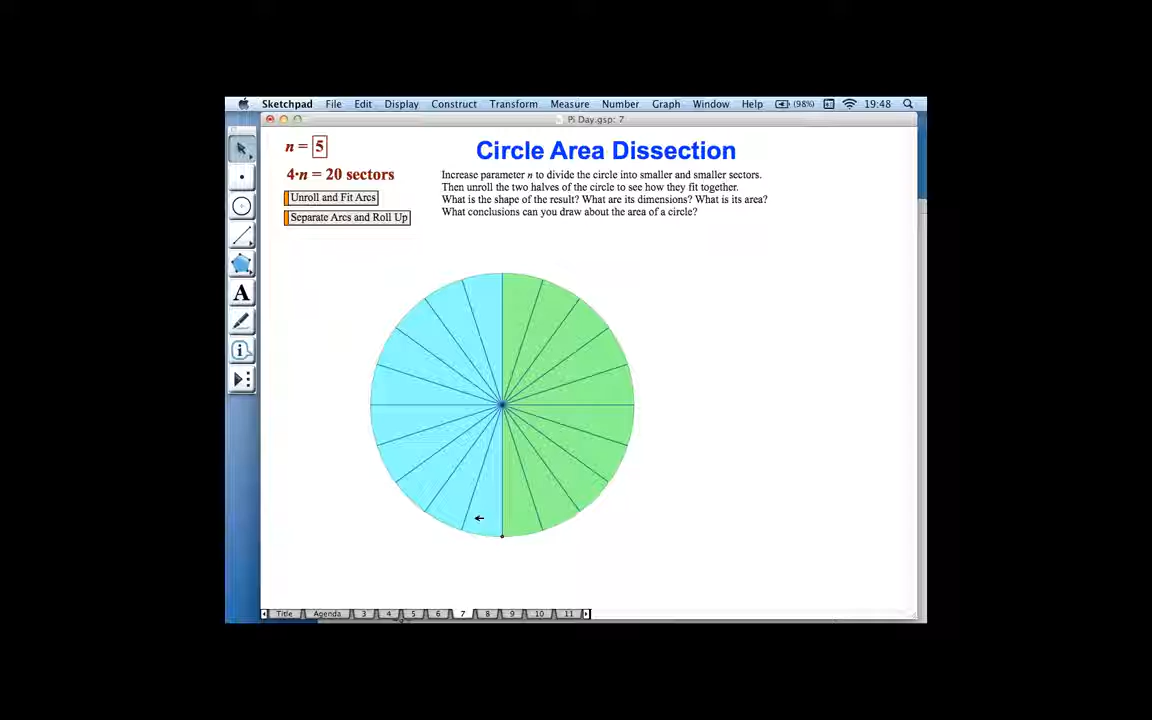 Sketchpad File Edit Display Construct Transform Measure Number Graph Window Help (98%) 19:48
Pi Day.gsp: 7
n = 5
4·n = 20 sectors
Unroll and Fit Arcs
Separate Arcs and Roll Up
Circle Area Dissection
Increase parameter n to divide the circle into smaller and smaller sectors.
Then unroll the two halves of the circle to see how they fit together.
What is the shape of the result? What are its dimensions? What is its area?
What conclusions can you draw about the area of a circle?
A
i
Title Agenda 3 4 5 6 7 8 9 10 11